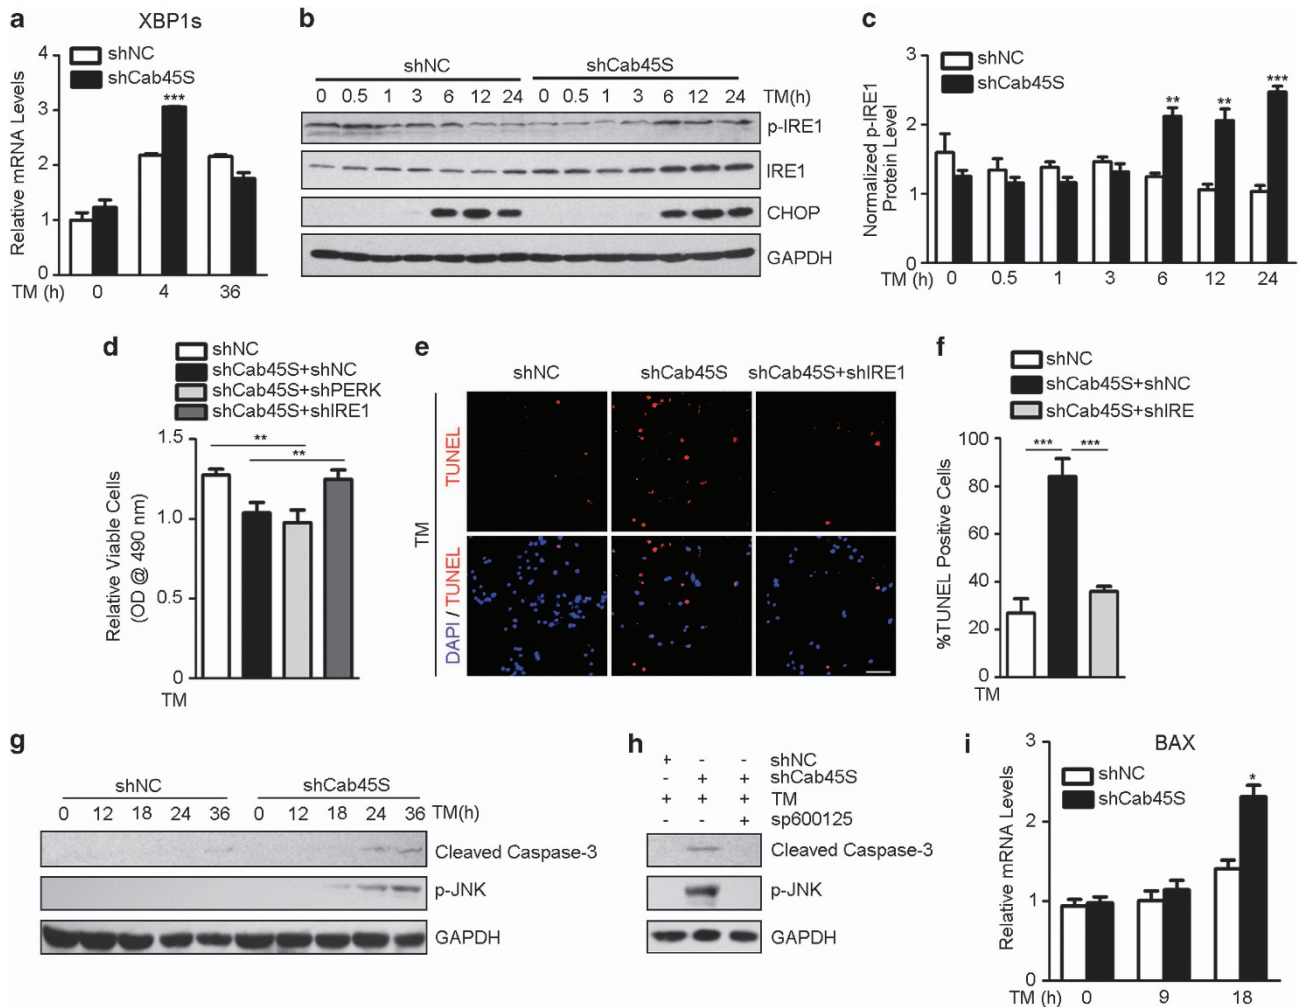 a
XBP1s
shNC
shCab45S
Relative mRNA Levels
4
3
2
1
0
***
TM (h)
0 4 36
b
shNC shCab45S
0 0.5 1 3 6 12 24 0 0.5 1 3 6 12 24 TM(h)
p-IRE1
IRE1
CHOP
GAPDH
c
shNC
shCab45S
Normalized p-IRE1
Protein Level
3
2
1
0
** ** ***
TM (h) 0 0.5 1 3 6 12 24
d
shNC
shCab45S+shNC
shCab45S+shPERK
shCab45S+shIRE1
Relative Viable Cells
(OD @ 490 nm)
1.5
1.0
0.5
0
**
**
TM
e
shNC shCab45S shCab45S+shIRE1
TM
TUNEL
DAPI / TUNEL
f
shNC
shCab45S+shNC
shCab45S+shIRE
%TUNEL Positive Cells
100
80
60
40
20
0
*** ***
TM
g
shNC shCab45S
0 12 18 24 36 0 12 18 24 36 TM(h)
Cleaved Caspase-3
p-JNK
GAPDH
h
+ - - shNC
- + + shCab45S
+ + + TM
- - + sp600125
Cleaved Caspase-3
p-JNK
GAPDH
i
BAX
shNC
shCab45S
Relative mRNA Levels
3
2
1
0
*
TM (h) 0 9 18